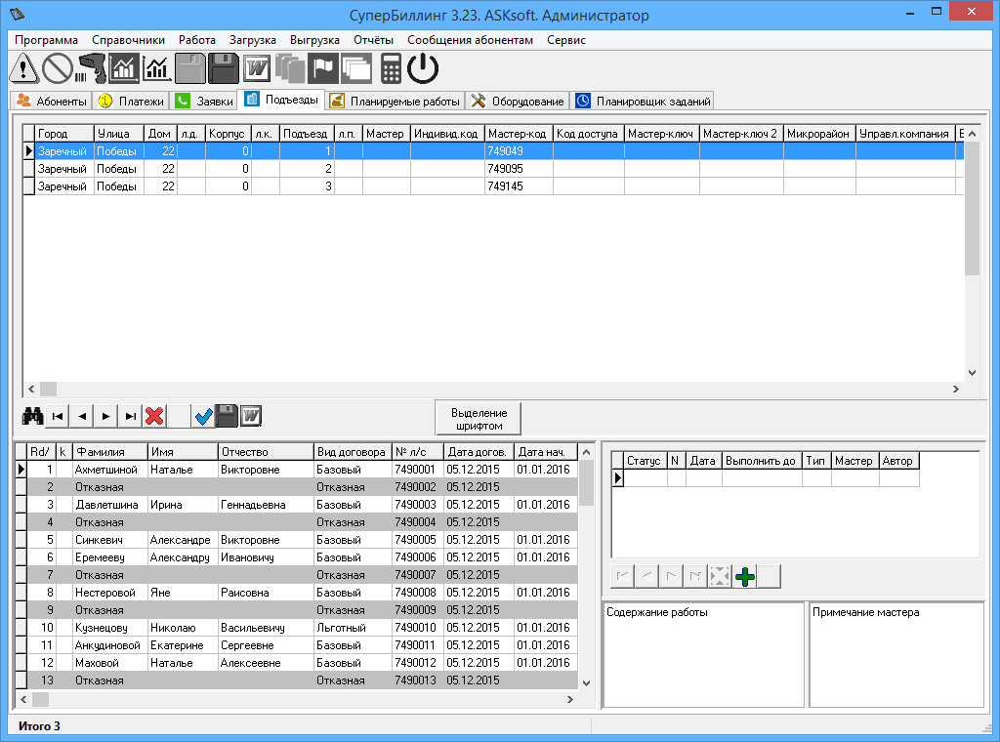 СуперБиллинг 3.23. ASKsoft. Администратор
Программа Справочники Работа Загрузка Выгрузка Отчёты Сообщения абонентам Сервис
Абоненты Платежи Заявки Подъезды Планируемые работы Оборудование Планировщик заданий
Город Улица Дом л.д. Корпус л.к. Подъезд л.п. Мастер Индивид.код Мастер-код Код доступа Мастер-ключ Мастер-ключ 2 Микрорайон Управл.компания
Заречный Победы 22 0 1 749049
Заречный Победы 22 0 2 749095
Заречный Победы 22 0 3 749145
Выделение
шрифтом
Rd/ k Фамилия Имя Отчество Вид договора № л/с Дата догов. Дата нач.
1 Ахметшиной Наталье Викторовне Базовый 7490001 05.12.2015 01.01.2016
2 Отказная Отказная 7490002 05.12.2015
3 Давлетшина Ирина Геннадьевна Базовый 7490003 05.12.2015 01.01.2016
4 Отказная Отказная 7490004 05.12.2015
5 Синкевич Александре Викторовне Базовый 7490005 05.12.2015 01.01.2016
6 Еремееву Александру Ивановичу Базовый 7490006 05.12.2015 01.01.2016
7 Отказная Отказная 7490007 05.12.2015
8 Нестеровой Яне Раисовна Базовый 7490008 05.12.2015 01.01.2016
9 Отказная Отказная 7490009 05.12.2015
10 Кузнецову Николаю Васильевичу Льготный 7490010 05.12.2015 01.01.2016
11 Анкудиновой Екатерине Сергеевне Базовый 7490011 05.12.2015 01.01.2016
12 Маховой Наталье Алексеевне Базовый 7490012 05.12.2015 01.01.2016
13 Отказная Отказная 7490013 05.12.2015
Статус N Дата Выполнить до Тип Мастер Автор
Содержание работы
Примечание мастера
Итого 3